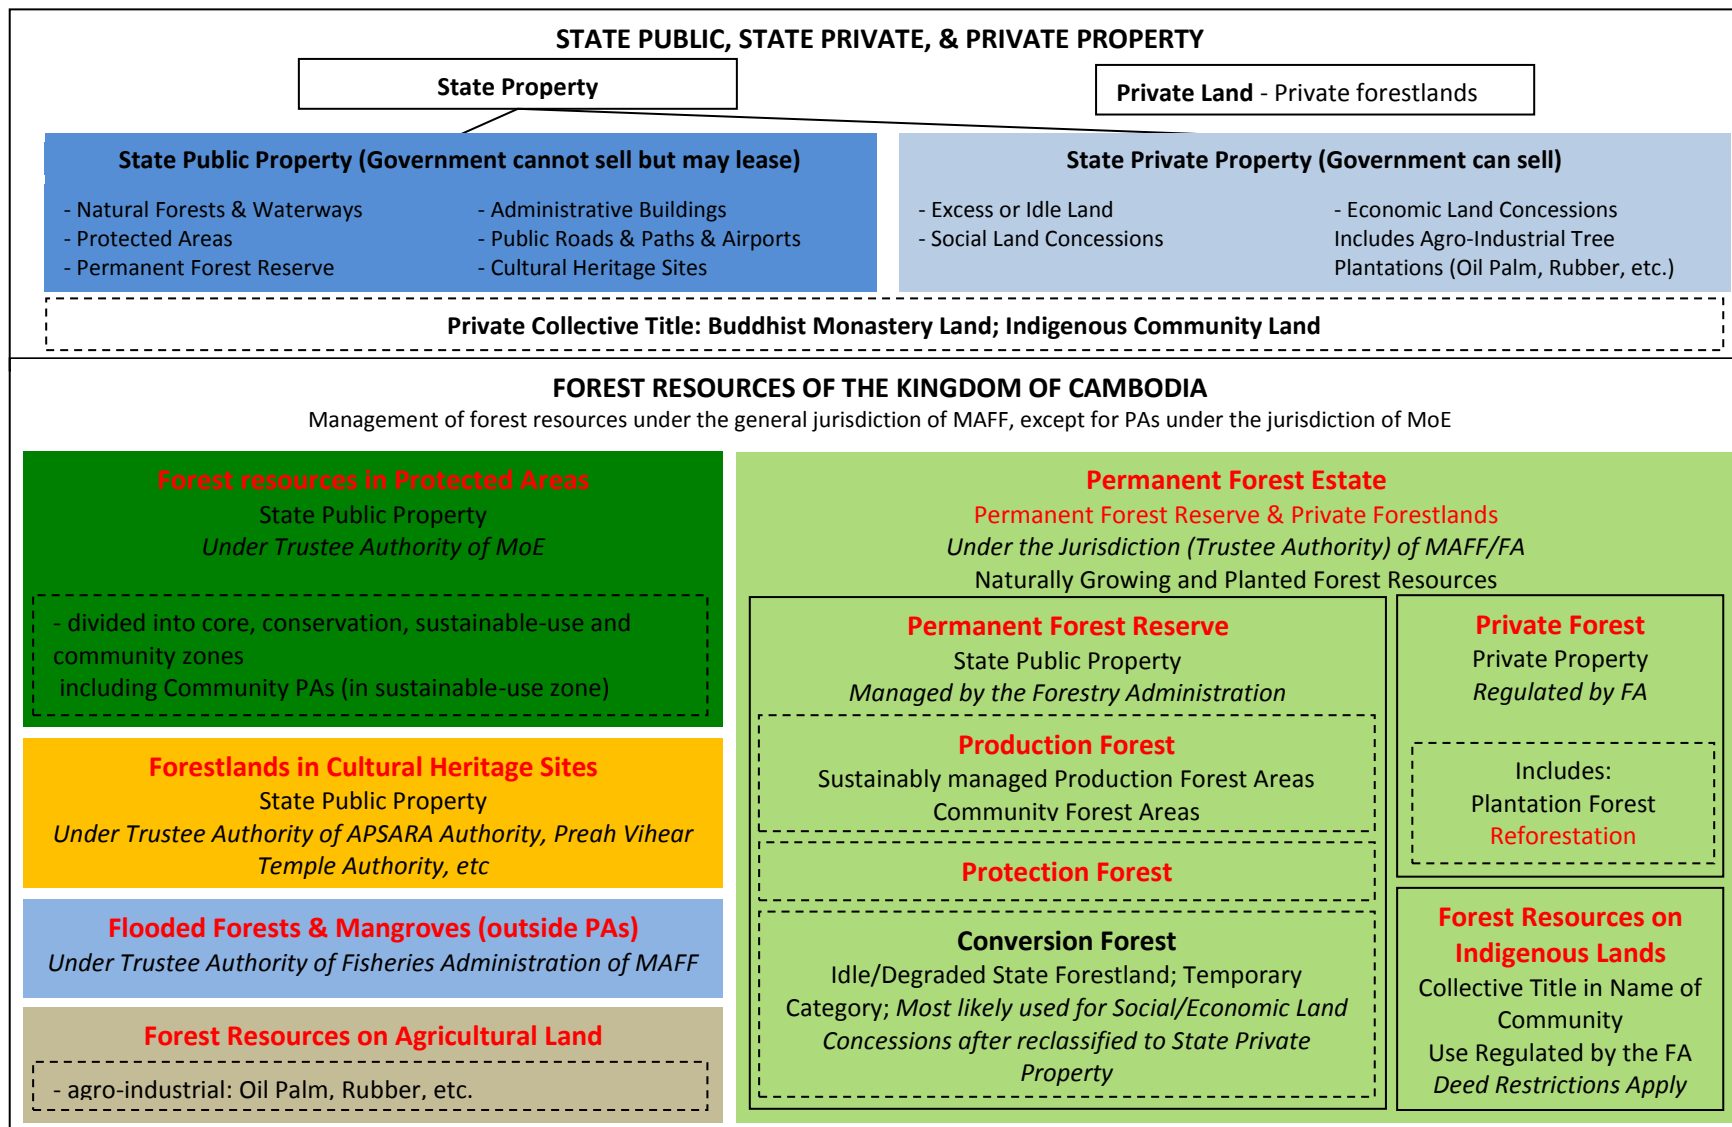 STATE PUBLIC, STATE PRIVATE, & PRIVATE PROPERTY
State Property
Private Land - Private forestlands
State Public Property (Government cannot sell but may lease)
- Natural Forests & Waterways
- Protected Areas
- Permanent Forest Reserve
- Administrative Buildings
- Public Roads & Paths & Airports
- Cultural Heritage Sites
State Private Property (Government can sell)
- Excess or Idle Land
- Social Land Concessions
- Economic Land Concessions
Includes Agro-Industrial Tree
Plantations (Oil Palm, Rubber, etc.)
Private Collective Title: Buddhist Monastery Land; Indigenous Community Land
FOREST RESOURCES OF THE KINGDOM OF CAMBODIA
Management of forest resources under the general jurisdiction of MAFF, except for PAs under the jurisdiction of MoE
Forest resources in Protected Areas
State Public Property
Under Trustee Authority of MoE
- divided into core, conservation, sustainable-use and
community zones
including Community PAs (in sustainable-use zone)
Forestlands in Cultural Heritage Sites
State Public Property
Under Trustee Authority of APSARA Authority, Preah Vihear
Temple Authority, etc
Flooded Forests & Mangroves (outside PAs)
Under Trustee Authority of Fisheries Administration of MAFF
Forest Resources on Agricultural Land
- agro-industrial: Oil Palm, Rubber, etc.
Permanent Forest Estate
Permanent Forest Reserve & Private Forestlands
Under the Jurisdiction (Trustee Authority) of MAFF/FA
Naturally Growing and Planted Forest Resources
Permanent Forest Reserve
State Public Property
Managed by the Forestry Administration
Production Forest
Sustainably managed Production Forest Areas
Community Forest Areas
Protection Forest
Conversion Forest
Idle/Degraded State Forestland; Temporary
Category; Most likely used for Social/Economic Land
Concessions after reclassified to State Private
Property
Private Forest
Private Property
Regulated by FA
Includes:
Plantation Forest
Reforestation
Forest Resources on
Indigenous Lands
Collective Title in Name of
Community
Use Regulated by the FA
Deed Restrictions Apply